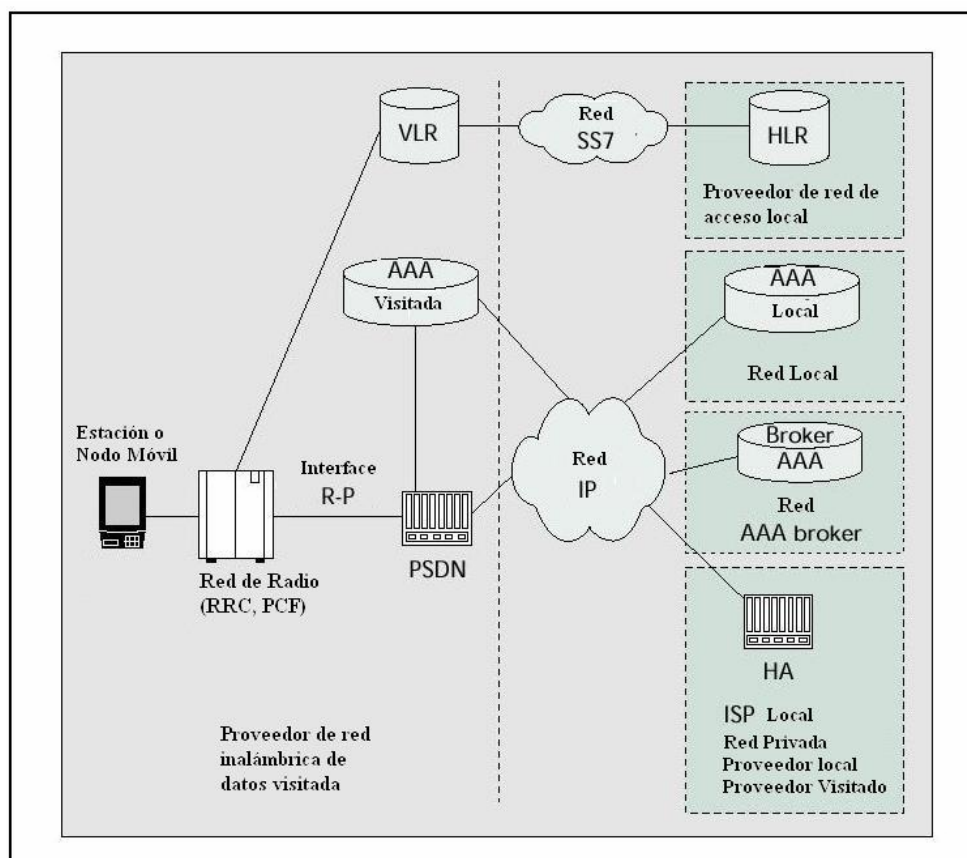 VLR
Red
SS7
HLR
Proveedor de red de
acceso local
AAA
Visitada
AAA
Local
Red Local
Estación o
Nodo Móvil
Interface
R-P
Red
IP
Broker
AAA
Red
AAA broker
PSDN
Red de Radio
(RRC, PCF)
HA
ISP Local
Red Privada
Proveedor local
Proveedor Visitado
Proveedor de red
inalámbrica de
datos visitada